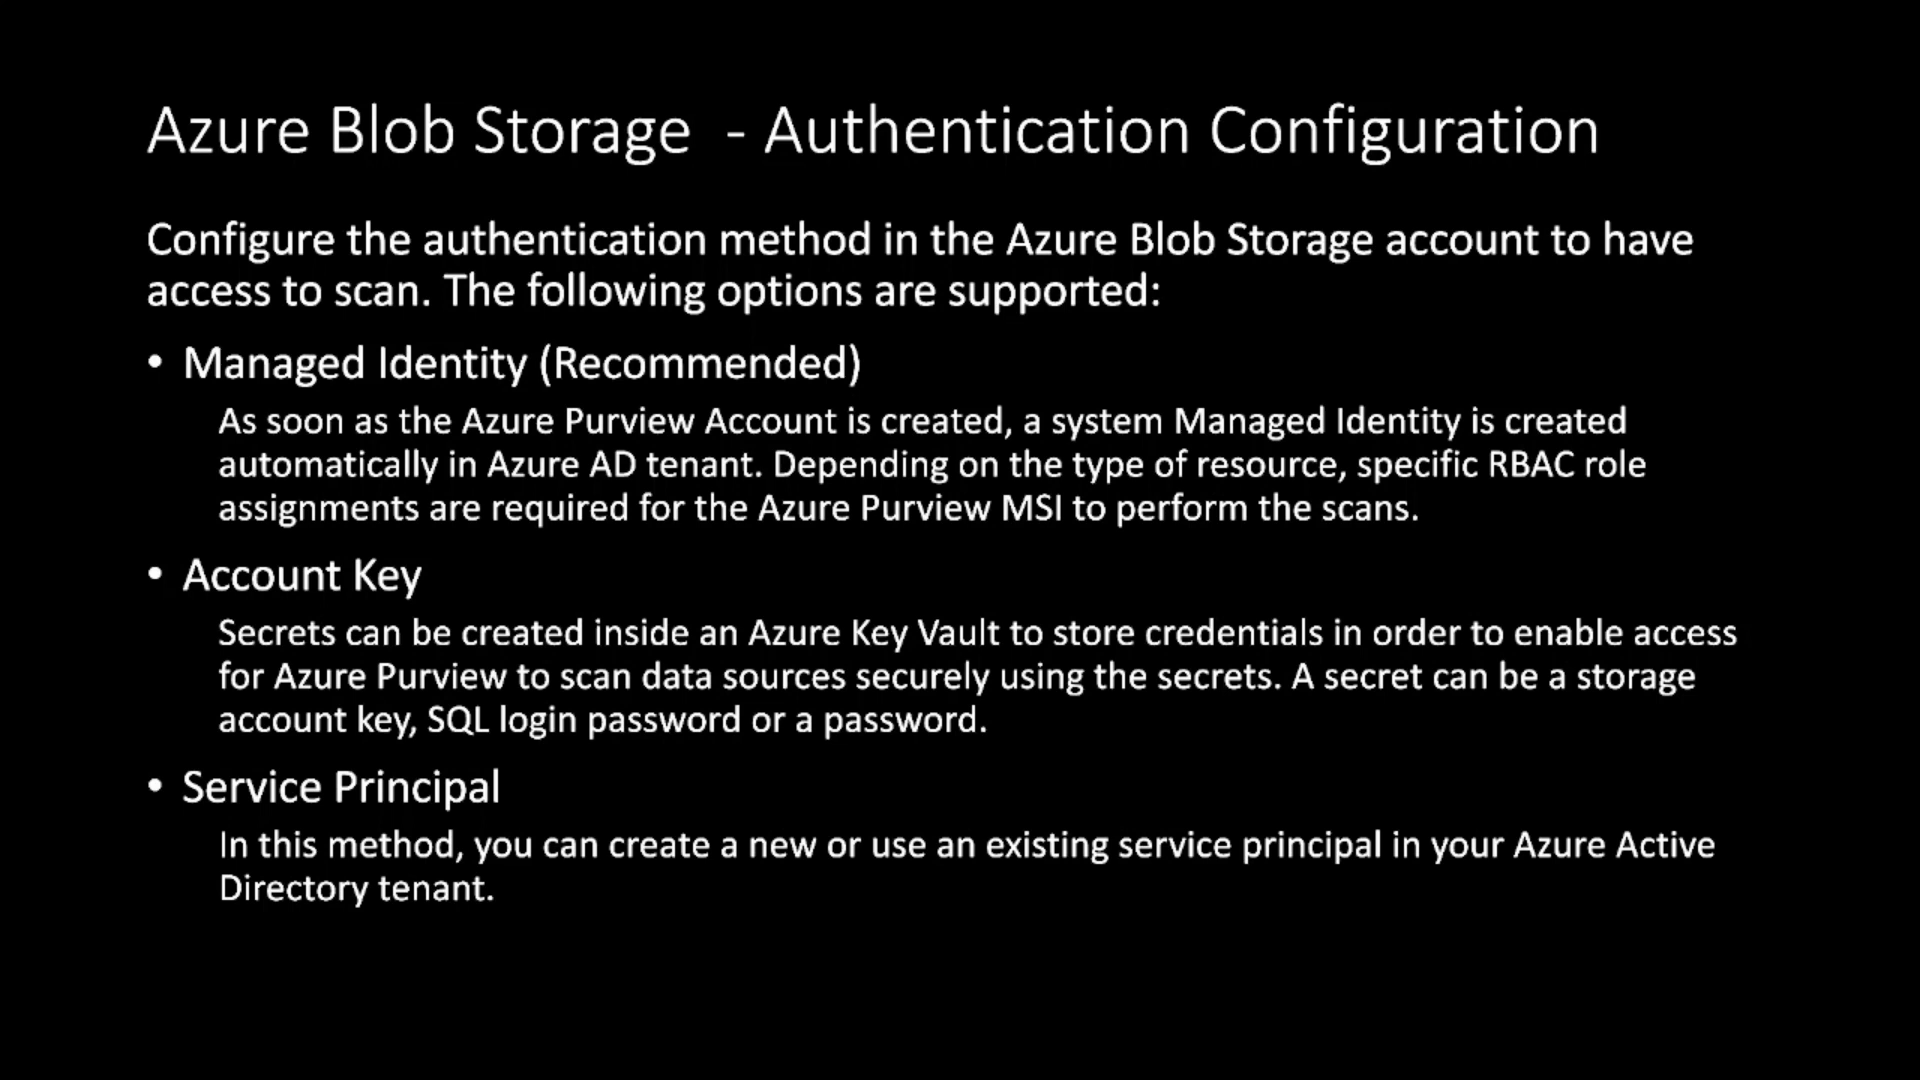 Azure Blob Storage - Authentication Configuration
Configure the authentication method in the Azure Blob Storage account to have
access to scan. The following options are supported:
• Managed Identity (Recommended)
As soon as the Azure Purview Account is created, a system Managed Identity is created
automatically in Azure AD tenant. Depending on the type of resource, specific RBAC role
assignments are required for the Azure Purview MSI to perform the scans.
• Account Key
Secrets can be created inside an Azure Key Vault to store credentials in order to enable access
for Azure Purview to scan data sources securely using the secrets. A secret can be a storage
account key, SQL login password or a password.
• Service Principal
In this method, you can create a new or use an existing service principal in your Azure Active
Directory tenant.